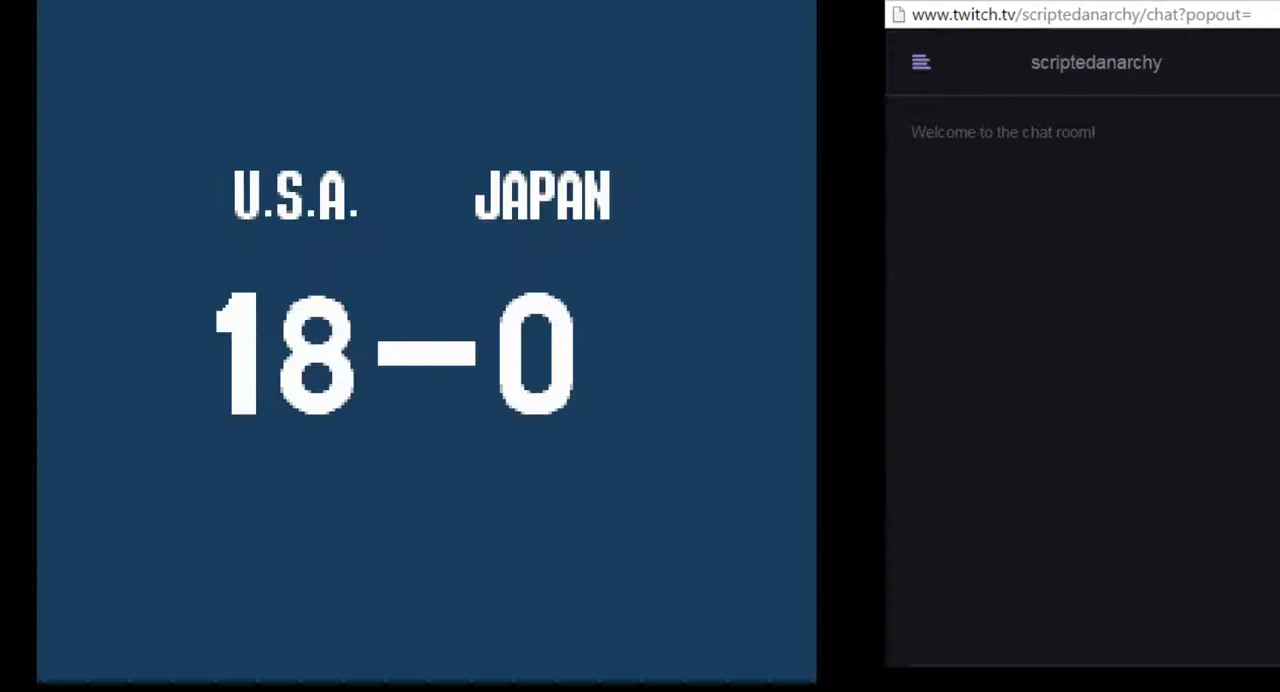 U.S.A. JAPAN
18-0
www.twitch.tv/scriptedanarchy/chat?popout=
scriptedanarchy
Welcome to the chat room!